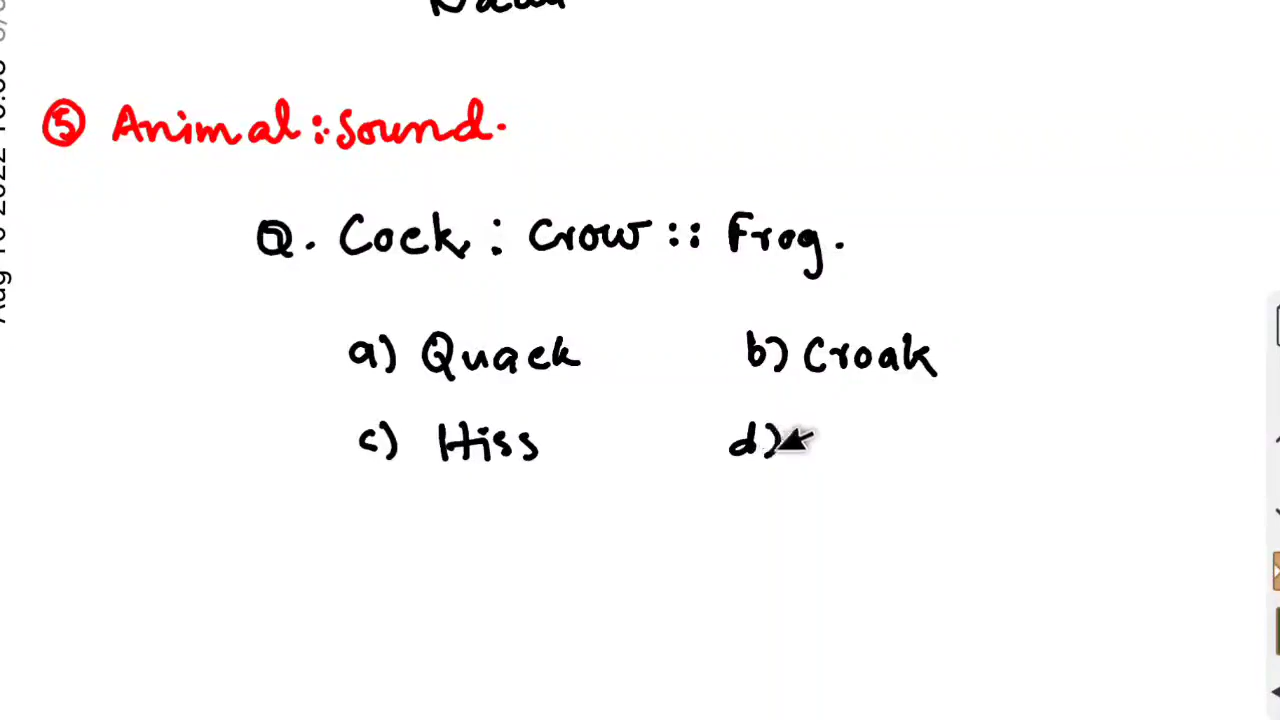 ⑤ Animal : Sound.
Q. Cock : Crow :: Frog.
a) Quack b) Croak
c) Hiss d)